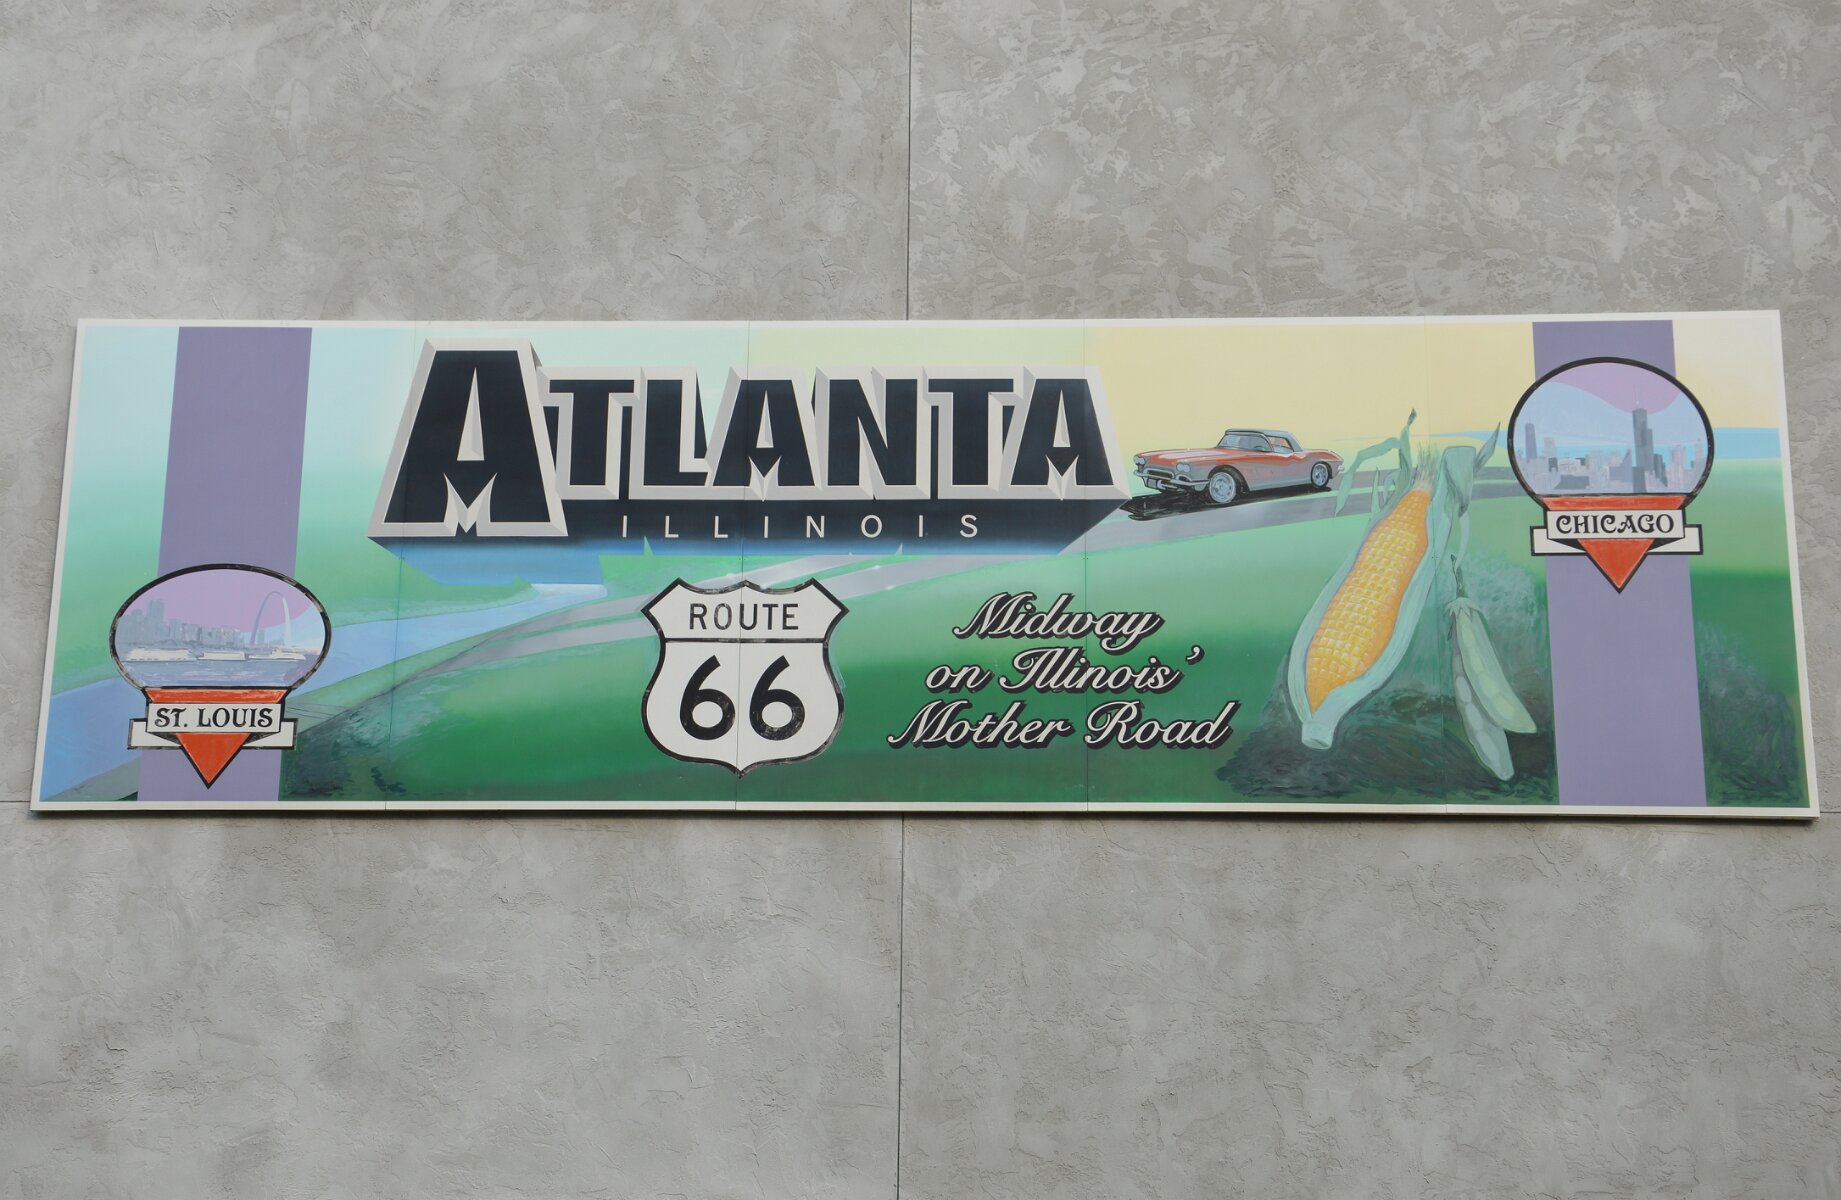 ATLANTA
ILLINOIS
ROUTE
66
Midway
on Illinois'
Mother Road
ST. LOUIS
CHICAGO